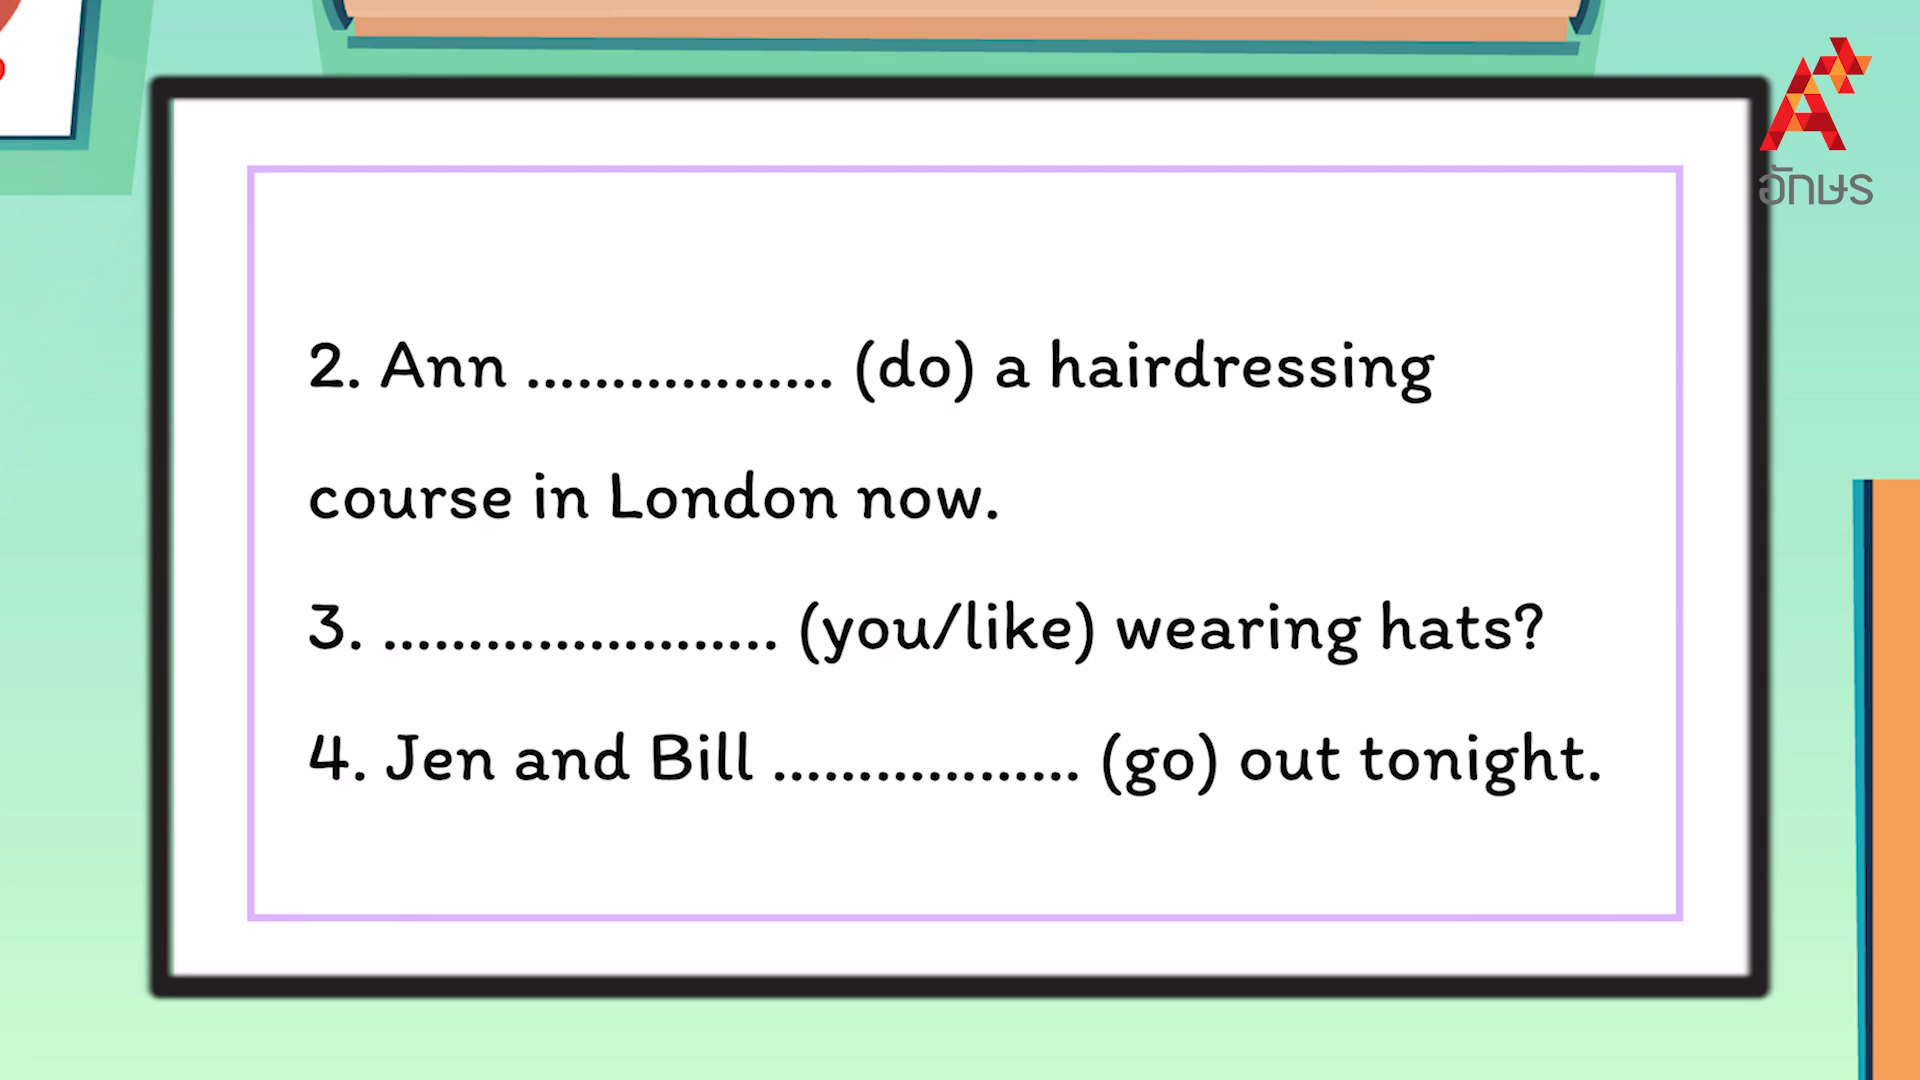 อักษร
2. Ann .................. (do) a hairdressing
course in London now.
3. ....................... (you/like) wearing hats?
4. Jen and Bill .................. (go) out tonight.